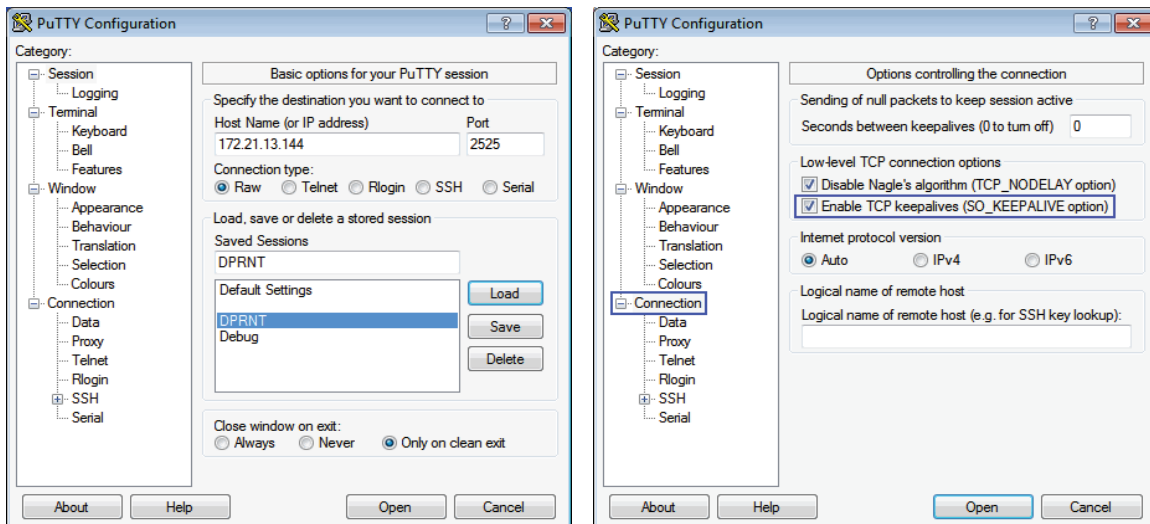 PuTTY Configuration
?
Category:
Session
Logging
Terminal
Keyboard
Bell
Features
Window
Appearance
Behaviour
Translation
Selection
Colours
Connection
Data
Proxy
Telnet
Rlogin
SSH
Serial
Basic options for your PuTTY session
Specify the destination you want to connect to
Host Name (or IP address) Port
172.21.13.144 2525
Connection type:
Raw Telnet Rlogin SSH Serial
Load, save or delete a stored session
Saved Sessions
DPRNT
Default Settings
DPRNT
Debug
Load
Save
Delete
Close window on exit:
Always Never Only on clean exit
About Help Open Cancel
PuTTY Configuration
?
Category:
Session
Logging
Terminal
Keyboard
Bell
Features
Window
Appearance
Behaviour
Translation
Selection
Colours
Connection
Data
Proxy
Telnet
Rlogin
SSH
Serial
Options controlling the connection
Sending of null packets to keep session active
Seconds between keepalives (0 to turn off) 0
Low-level TCP connection options
Disable Nagle's algorithm (TCP_NODELAY option)
Enable TCP keepalives (SO_KEEPALIVE option)
Internet protocol version
Auto IPv4 IPv6
Logical name of remote host
Logical name of remote host (e.g. for SSH key lookup):
About Help Open Cancel